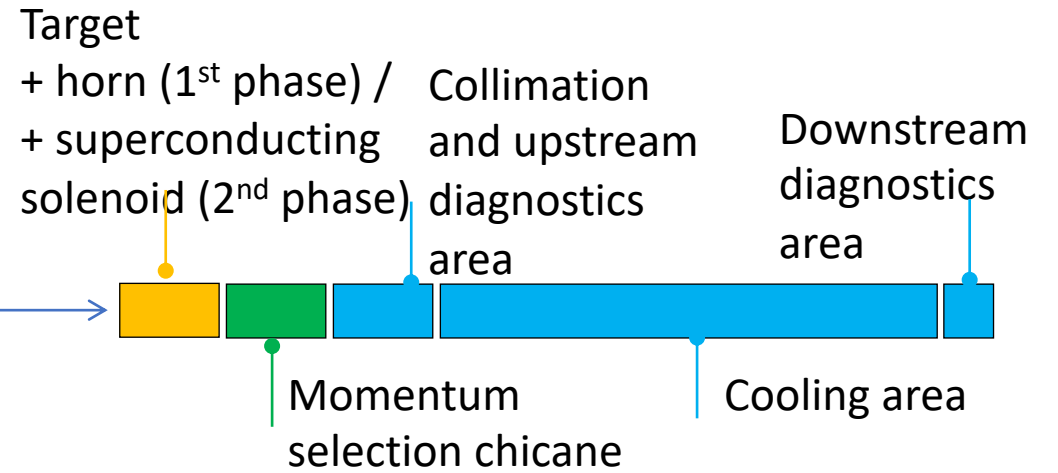 Target
+ horn (1st phase) /
+ superconducting
solenoid (2nd phase)
Collimation
and upstream
diagnostics
area
Downstream
diagnostics
area
Momentum
selection chicane
Cooling area